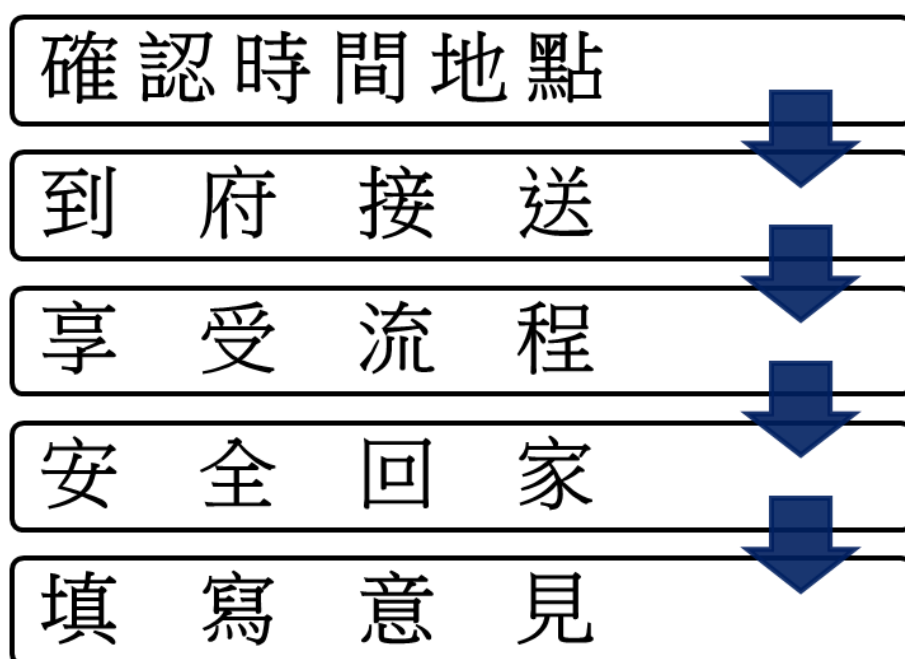 確認時間地點
到府接送
享受流程
安全回家
填寫意見